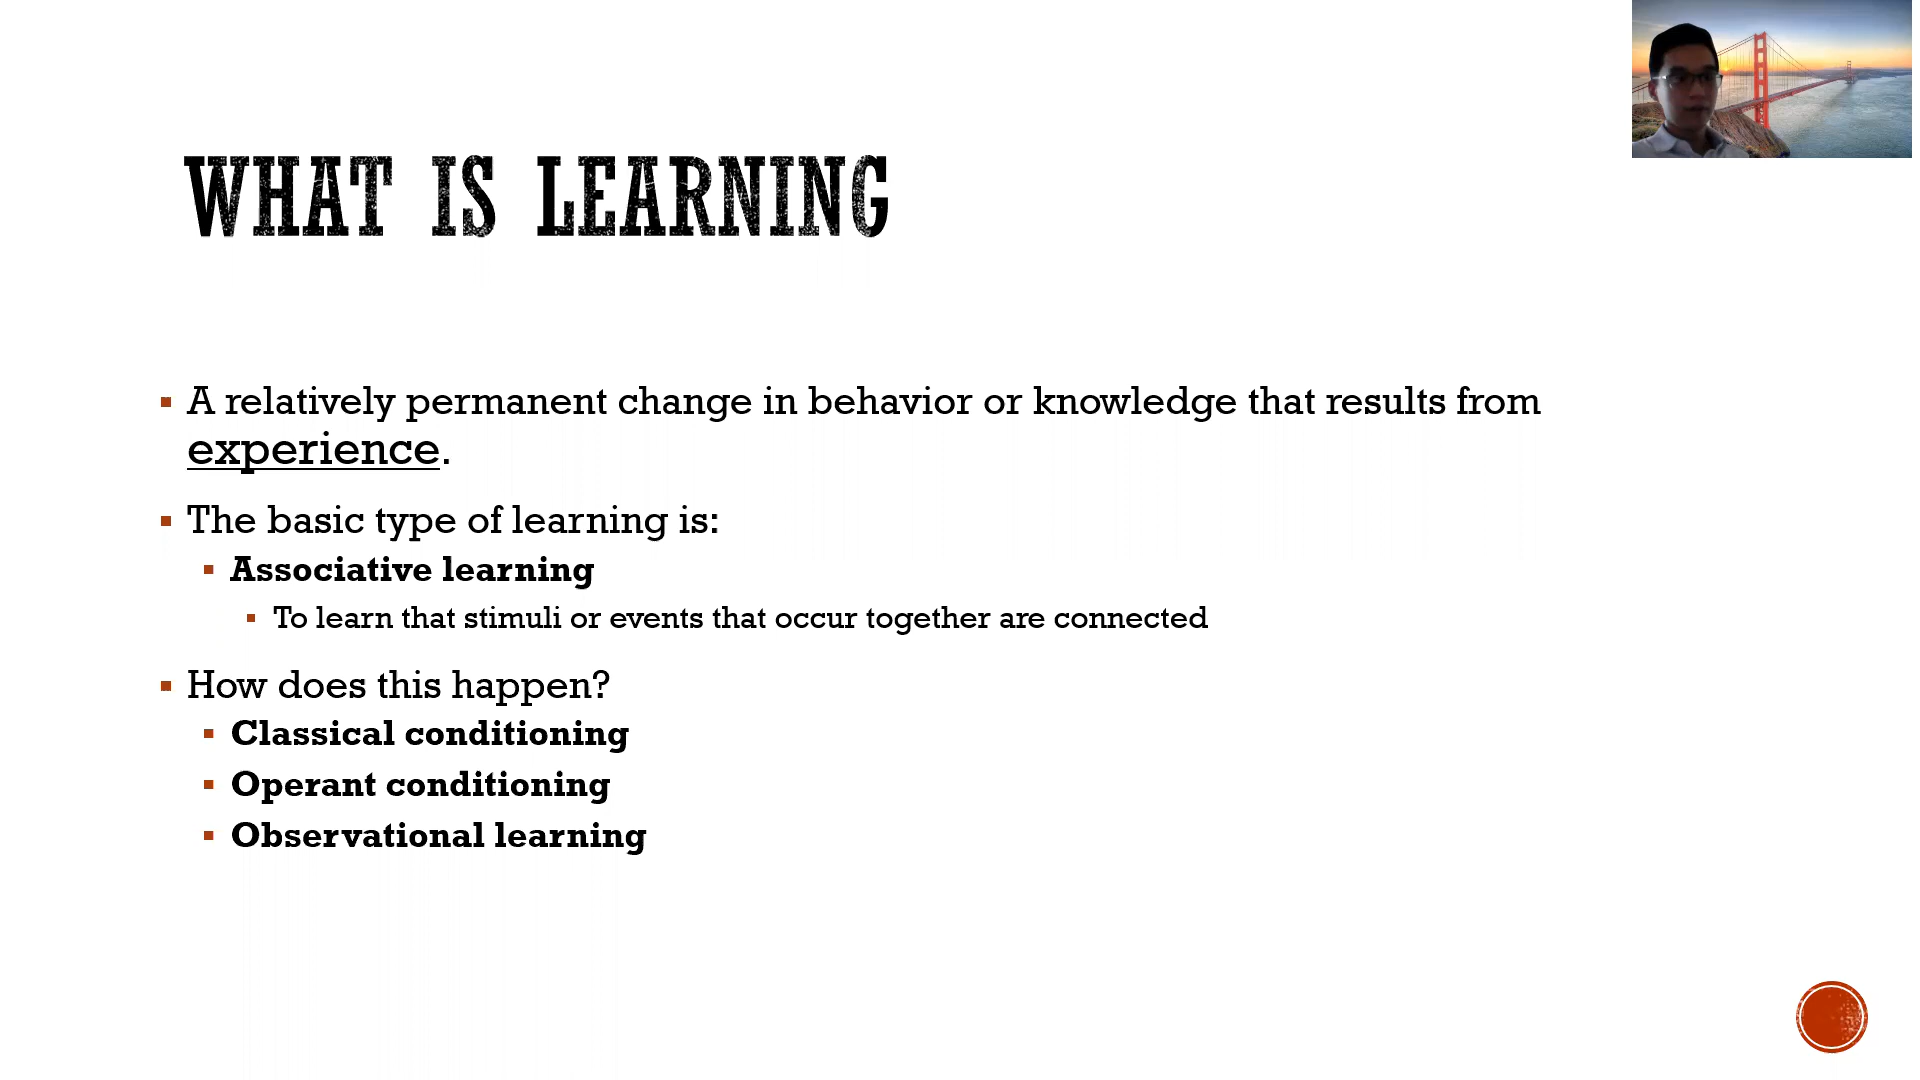 WHAT IS LEARNING
A relatively permanent change in behavior or knowledge that results from
experience.
The basic type of learning is:
Associative learning
To learn that stimuli or events that occur together are connected
How does this happen?
Classical conditioning
Operant conditioning
Observational learning